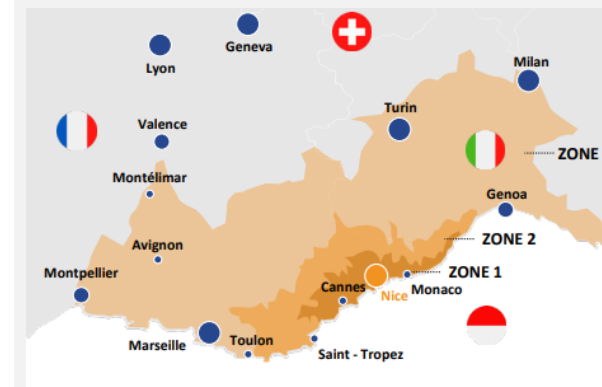 Geneva
Lyon
Milan
Turin
Valence
ZONE
Montélimar
Genoa
ZONE 2
Avignon
ZONE 1
Montpellier
Cannes
Nice
Monaco
Marseille
Toulon
Saint - Tropez